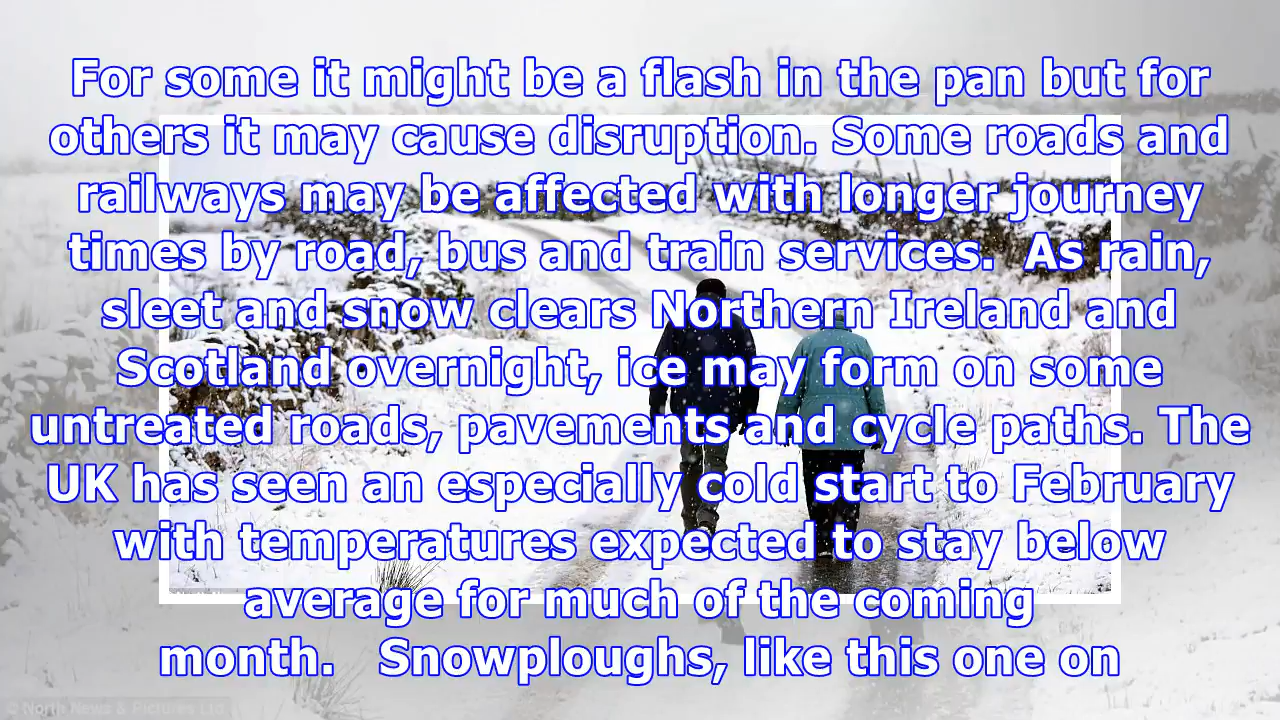 For some it might be a flash in the pan but for
others it may cause disruption. Some roads and
railways may be affected with longer journey
times by road, bus and train services.  As rain,
sleet and snow clears Northern Ireland and
Scotland overnight, ice may form on some
untreated roads, pavements and cycle paths. The
UK has seen an especially cold start to February
with temperatures expected to stay below
average for much of the coming
month.   Snowploughs, like this one on
© North News & Pictures Ltd